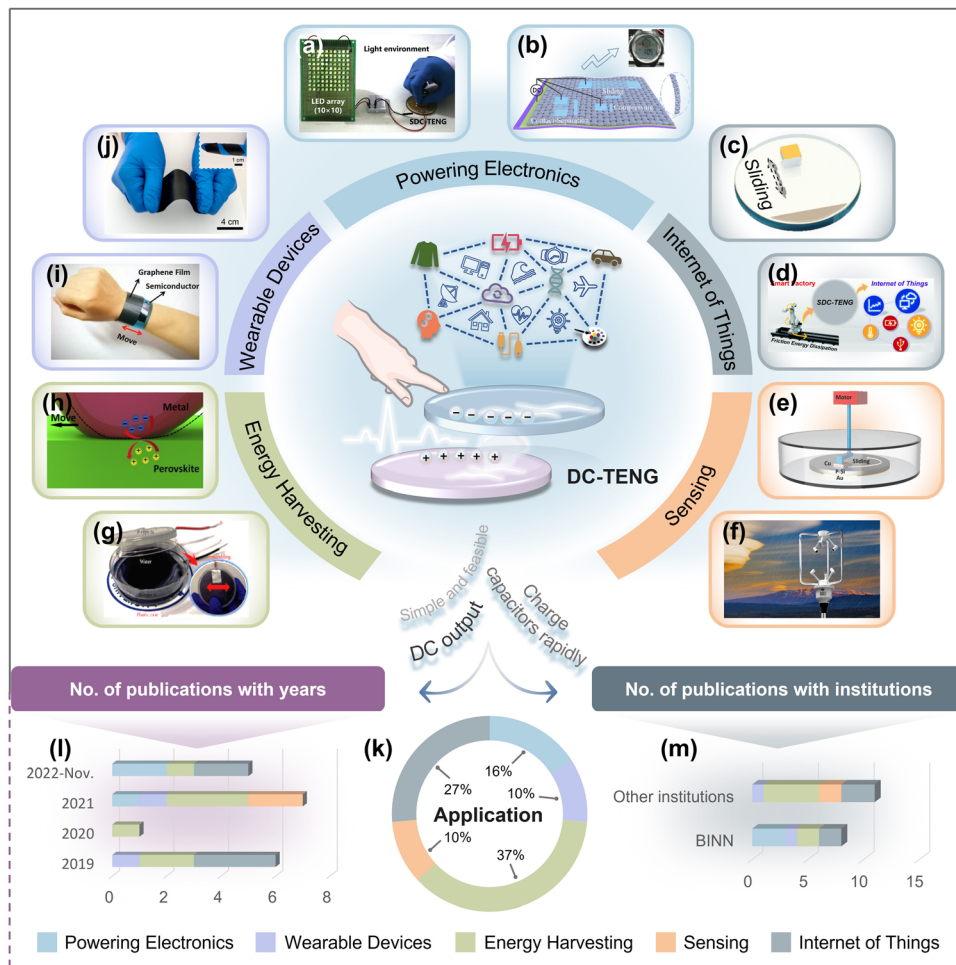 a)
Light environment
LED array
(10×10)
SDC-TENG
(b)
DC
Sliding
(j)
1 cm
4 cm
(c)
Sliding
Powering Electronics
Wearable Devices
Internet of Things
(i)
Graphene Film
Semiconductor
Move
(d)
Smart Factory
SDC-TENG
Internet of Things
Friction Energy Dissipation
(h)
Move
Metal
Perovskite
(e)
Motor
Cu
Sliding
P-Si
Au
Energy Harvesting
Sensing
DC-TENG
(g)
Water
(f)
Simple and feasible
DC output
Charge
capacitors rapidly
No. of publications with years
No. of publications with institutions
(l)
2022-Nov.
2021
2020
2019
0 2 4 6 8
(k)
16%
10%
37%
10%
27%
Application
(m)
Other institutions
BINN
0 5 10 15
Powering Electronics
Wearable Devices
Energy Harvesting
Sensing
Internet of Things